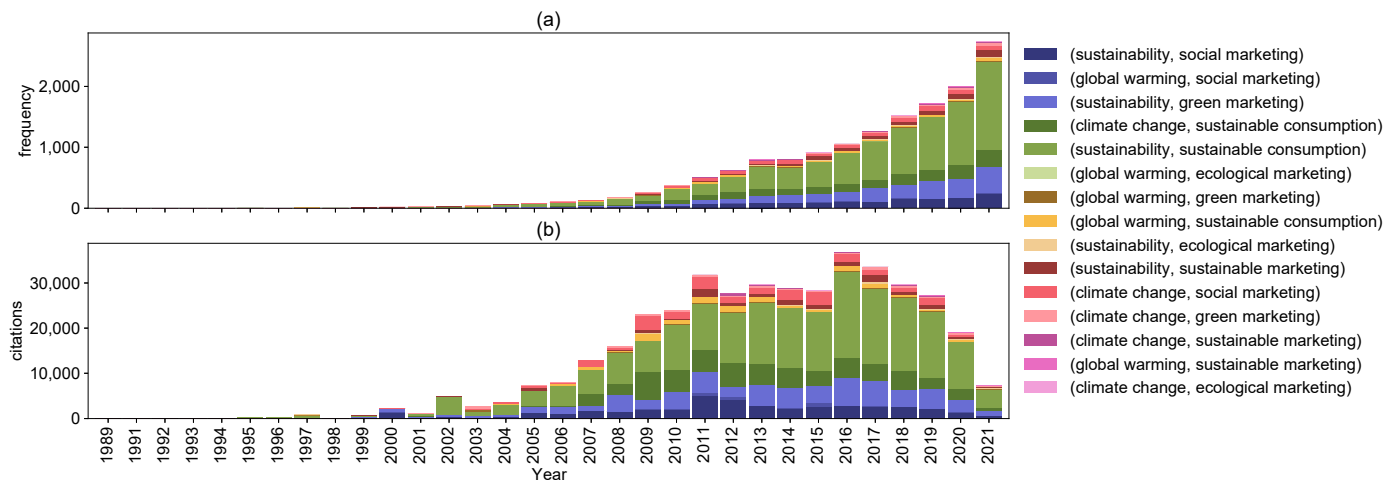 (a)
frequency
2,000
1,000
0
(b)
citations
30,000
20,000
10,000
0
1989
1991
1992
1993
1994
1995
1996
1997
1998
1999
2000
2001
2002
2003
2004
2005
2006
2007
2008
2009
2010
2011
2012
2013
2014
2015
2016
2017
2018
2019
2020
2021
Year
(sustainability, social marketing)
(global warming, social marketing)
(sustainability, green marketing)
(climate change, sustainable consumption)
(sustainability, sustainable consumption)
(global warming, ecological marketing)
(global warming, green marketing)
(global warming, sustainable consumption)
(sustainability, ecological marketing)
(sustainability, sustainable marketing)
(climate change, social marketing)
(climate change, green marketing)
(climate change, sustainable marketing)
(global warming, sustainable marketing)
(climate change, ecological marketing)